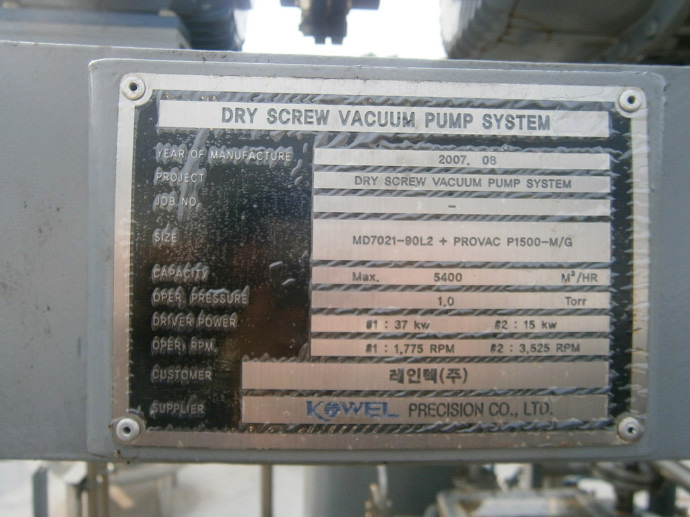 DRY SCREW VACUUM PUMP SYSTEM
YEAR OF MANUFACTURE 2007. 08
PROJECT DRY SCREW VACUUM PUMP SYSTEM
JOB NO. -
SIZE MD7021-90L2 + PROVAC P1500-M/G
CAPACITY Max. 5400 M³/HR
OPER. PRESSURE 1.0 Torr
DRIVER POWER #1 : 37 kw #2 : 15 kw
OPER. RPM #1 : 1,775 RPM #2 : 3,525 RPM
CUSTOMER 레인텍(주)
SUPPLIER KOWEL PRECISION CO., LTD.